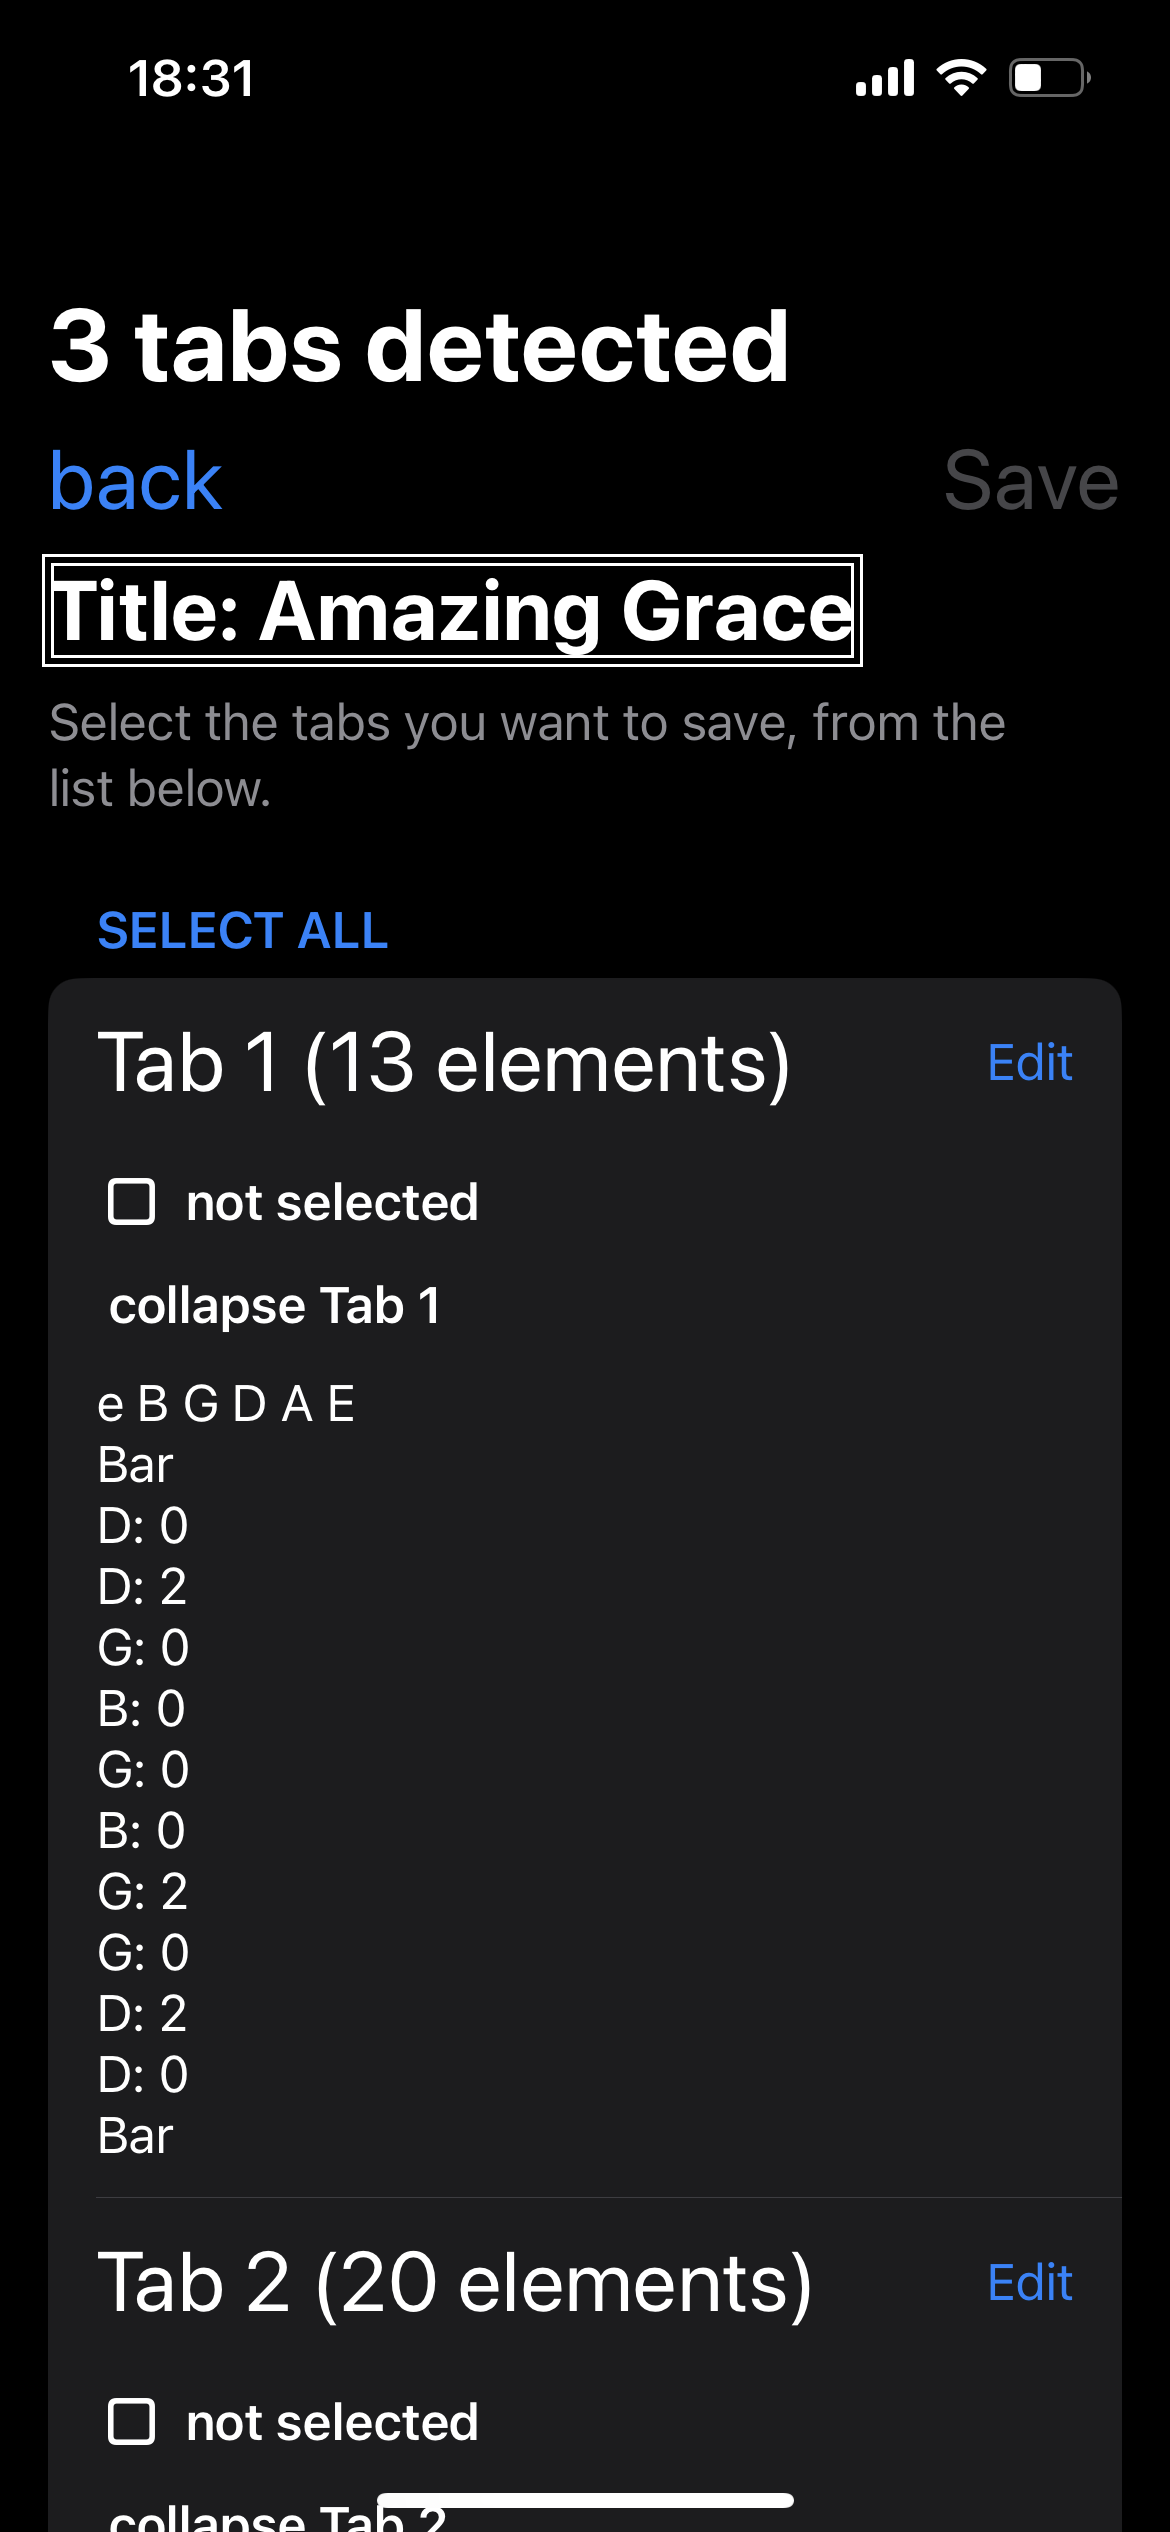 18:31
3 tabs detected
back
Save
Title: Amazing Grace
Select the tabs you want to save, from the
list below.
SELECT ALL
Tab 1 (13 elements)
Edit
not selected
collapse Tab 1
e B G D A E
Bar
D: 0
D: 2
G: 0
B: 0
G: 0
B: 0
G: 2
G: 0
D: 2
D: 0
Bar
Tab 2 (20 elements)
Edit
not selected
collapse Tab 2